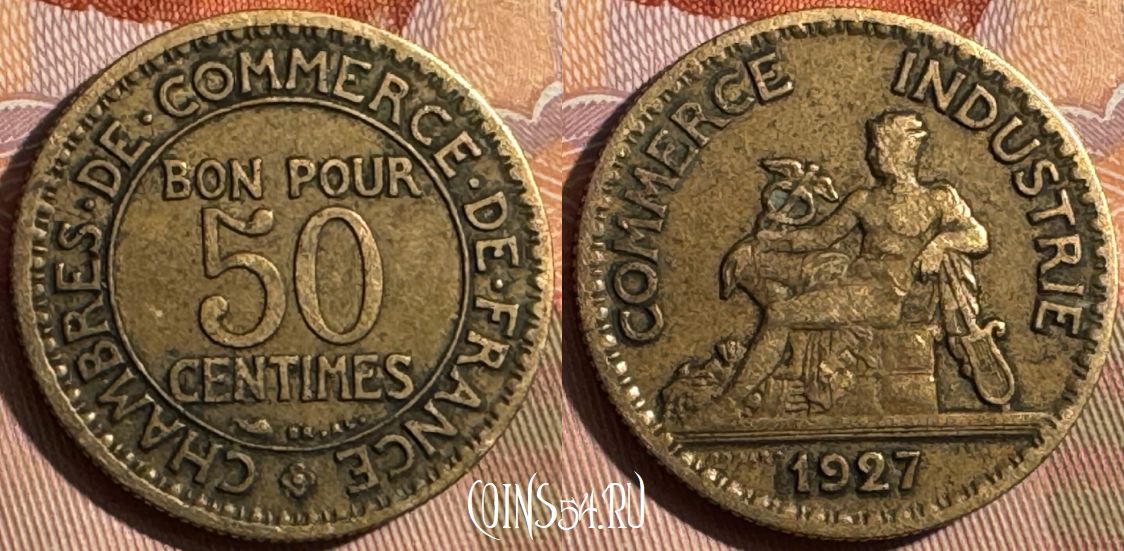 CHAMBRES · DE · COMMERCE · DE · FRANCE
BON POUR
50
CENTIMES
COMMERCE INDUSTRIE
1927
COINS54.RU